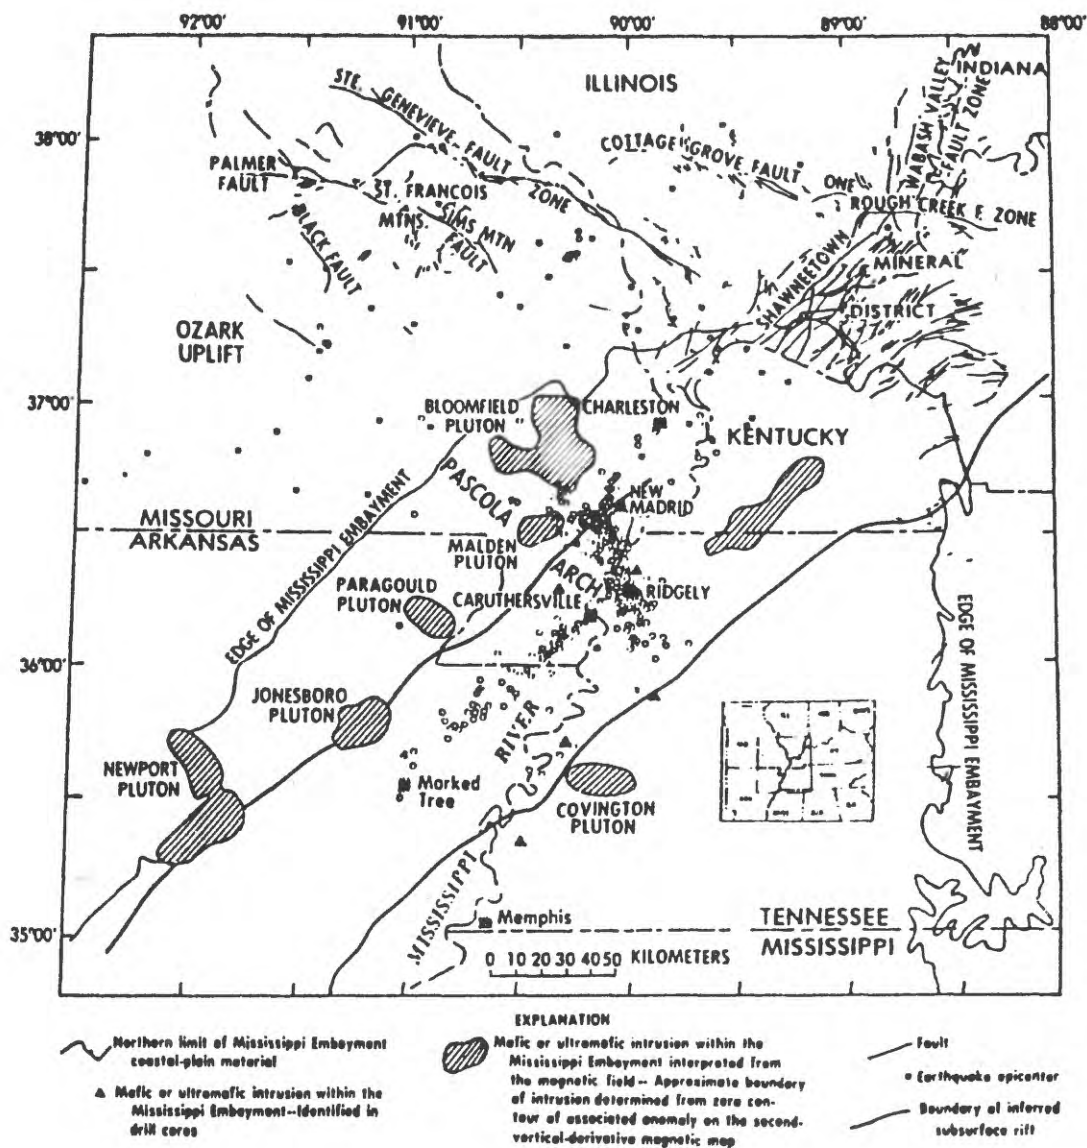 92°00'
91°00'
90°00'
89°00'
88°00'
38°00'
37°00'
36°00'
35°00'
ILLINOIS
INDIANA
STE. GENEVIEVE FAULT
ZONE
COTTAGE GROVE FAULT
ONE
WABASH VALLEY
FAULT ZONE
ROUGH CREEK F. ZONE
PALMER
FAULT
ST. FRANCOIS
MTNS
SIMS MTN
FAULT
BLACK FAULT
SHAWNEETOWN
MINERAL
DISTRICT
OZARK
UPLIFT
BLOOMFIELD
PLUTON
CHARLESTON
KENTUCKY
PASCOLA
ARCH
NEW
MADRID
MISSOURI
ARKANSAS
MALDEN
PLUTON
EDGE OF MISSISSIPPI EMBAYMENT
PARAGOULD
PLUTON
CARUTHERSVILLE
RIDGELY
JONESBORO
PLUTON
NEWPORT
PLUTON
Marked
Tree
MISSISSIPPI
RIVER
COVINGTON
PLUTON
EDGE OF MISSISSIPPI EMBAYMENT
Memphis
TENNESSEE
MISSISSIPPI
0 10 20 30 40 50 KILOMETERS
EXPLANATION
Northern limit of Mississippi Embayment
coastal-plain material
Mafic or ultramafic intrusion within the
Mississippi Embayment--Identified in
drill cores
Mafic or ultramafic intrusion within the
Mississippi Embayment interpreted from
the magnetic field -- Approximate boundary
of intrusion determined from zero con-
tour of associated anomaly on the second-
vertical-derivative magnetic map
Fault
Earthquake epicenter
Boundary of inferred
subsurface rift